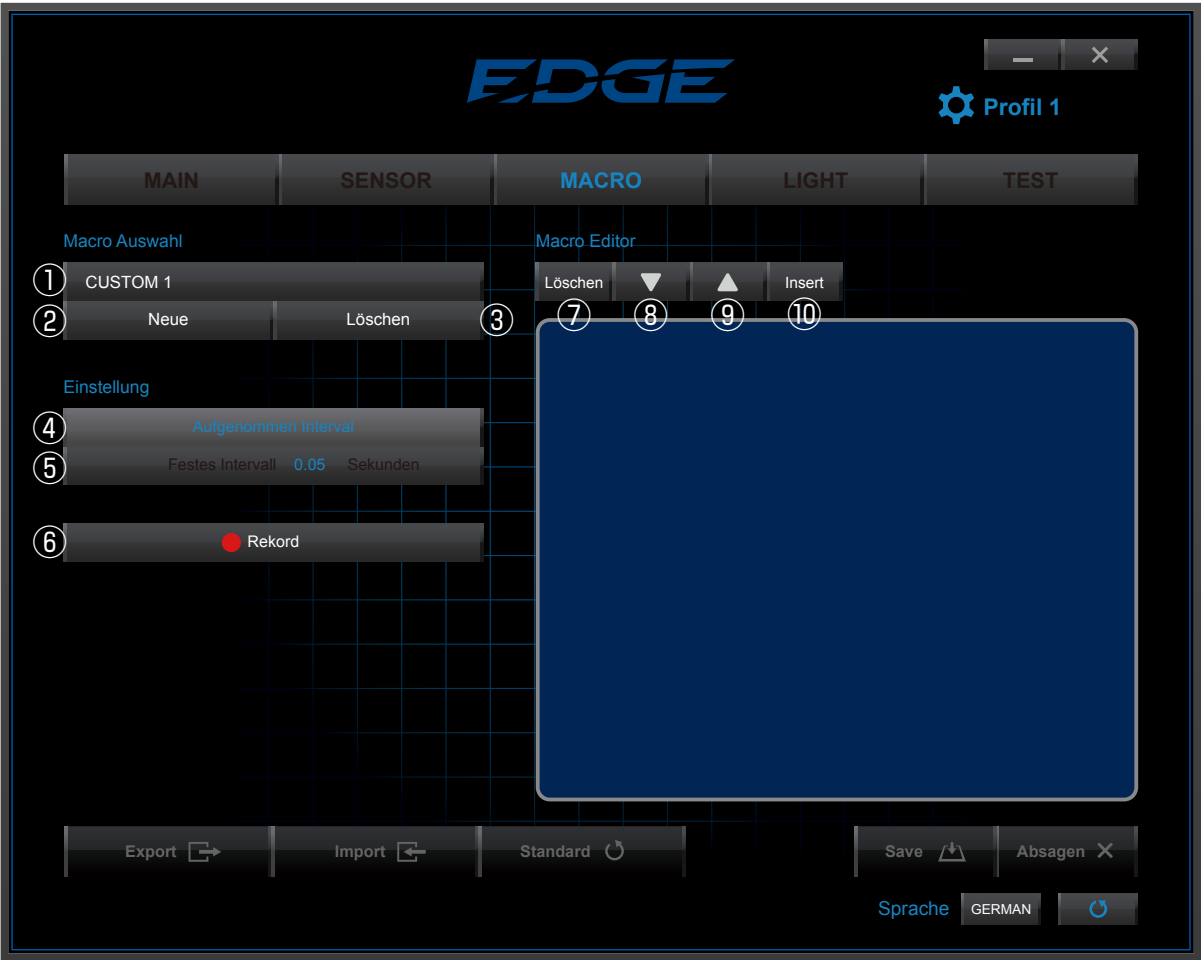 EDGE
Profil 1
MAIN SENSOR MACRO LIGHT TEST
Macro Auswahl
Macro Editor
① CUSTOM 1
Löschen ▼ ▲ Insert
② Neue Löschen ③
⑦ ⑧ ⑨ ⑩
Einstellung
④ Aufgenommen Interval
⑤ Festes Intervall 0.05 Sekunden
⑥ Rekord
Export Import Standard Save Absagen
Sprache GERMAN